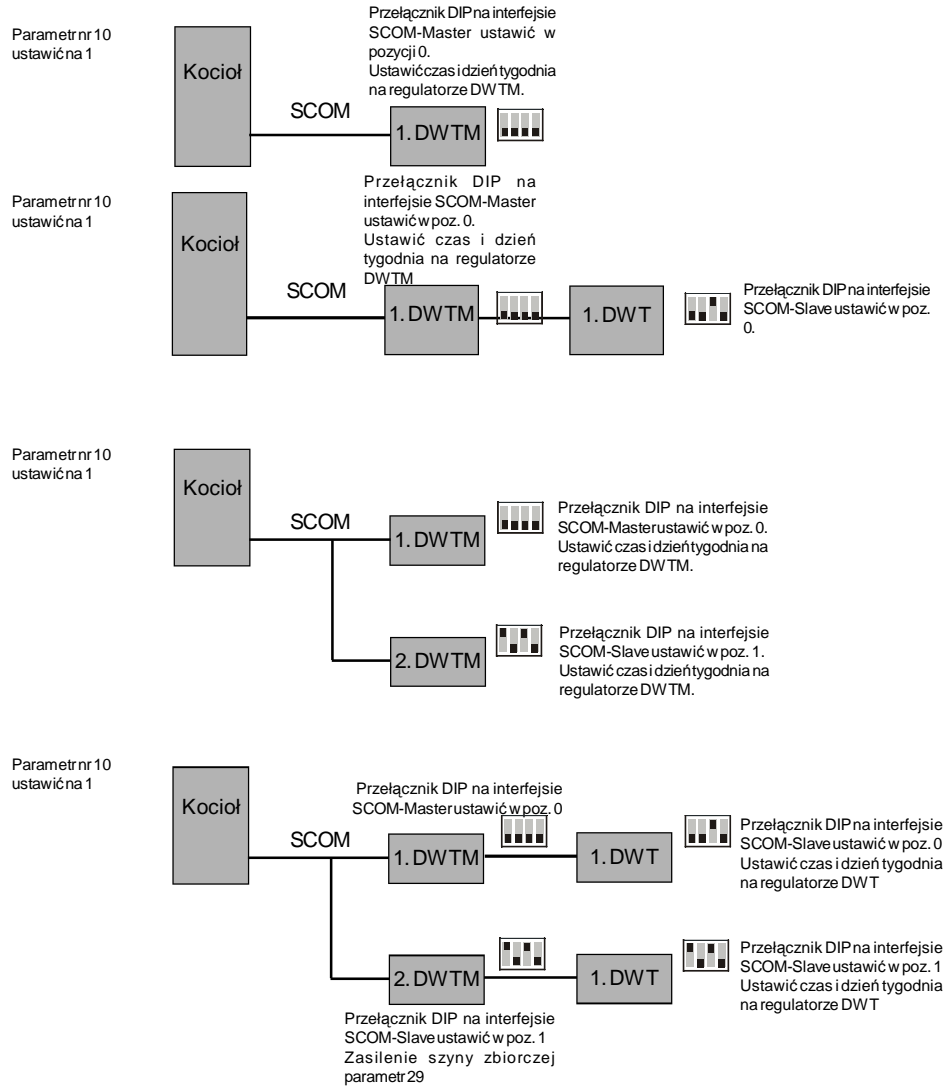 Parametr nr 10
ustawić na 1
Kocioł
SCOM
Przełącznik DIP na interfejsie
SCOM-Master ustawić w
pozycji 0.
Ustawić czas i dzień tygodnia
na regulatorze DWTM.
1. DWTM
Parametr nr 10
ustawić na 1
Kocioł
SCOM
Przełącznik DIP na
interfejsie SCOM-Master
ustawić w poz. 0.
Ustawić czas i dzień
tygodnia na regulatorze
DWTM
1. DWTM
1. DWT
Przełącznik DIP na interfejsie
SCOM-Slave ustawić w poz.
0.
Parametr nr 10
ustawić na 1
Kocioł
SCOM
1. DWTM
Przełącznik DIP na interfejsie
SCOM-Master ustawić w poz. 0.
Ustawić czas i dzień tygodnia na
regulatorze DWTM.
2. DWTM
Przełącznik DIP na interfejsie
SCOM-Slave ustawić w poz. 1.
Ustawić czas i dzień tygodnia na
regulatorze DWTM.
Parametr nr 10
ustawić na 1
Kocioł
SCOM
Przełącznik DIP na interfejsie
SCOM-Master ustawić w poz. 0
1. DWTM
1. DWT
Przełącznik DIP na interfejsie
SCOM-Slave ustawić w poz. 0
Ustawić czas i dzień tygodnia
na regulatorze DWT
2. DWTM
1. DWT
Przełącznik DIP na interfejsie
SCOM-Slave ustawić w poz. 1
Ustawić czas i dzień tygodnia
na regulatorze DWT
Przełącznik DIP na interfejsie
SCOM-Slave ustawić w poz. 1
Zasilenie szyny zbiorczej
parametr 29